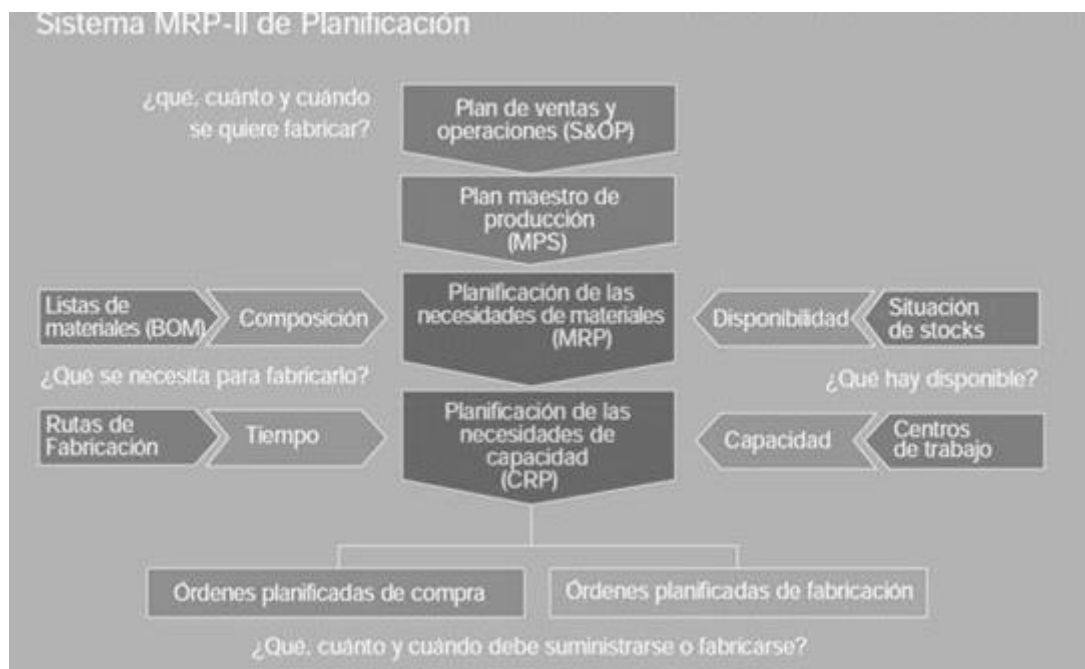 Sistema MRP-II de Planificación
¿qué, cuánto y cuándo
se quiere fabricar?
Plan de ventas y
operaciones (S&OP)
Plan maestro de
producción
(MPS)
Listas de
materiales (BOM)
Composición
Planificación de las
necesidades de materiales
(MRP)
Disponibilidad
Situación
de stocks
¿Qué se necesita para fabricarlo?
¿Qué hay disponible?
Rutas de
Fabricación
Tiempo
Planificación de las
necesidades de
capacidad
(CRP)
Capacidad
Centros
de trabajo
Órdenes planificadas de compra
Órdenes planificadas de fabricación
¿Qué, cuánto y cuándo debe suministrarse o fabricarse?